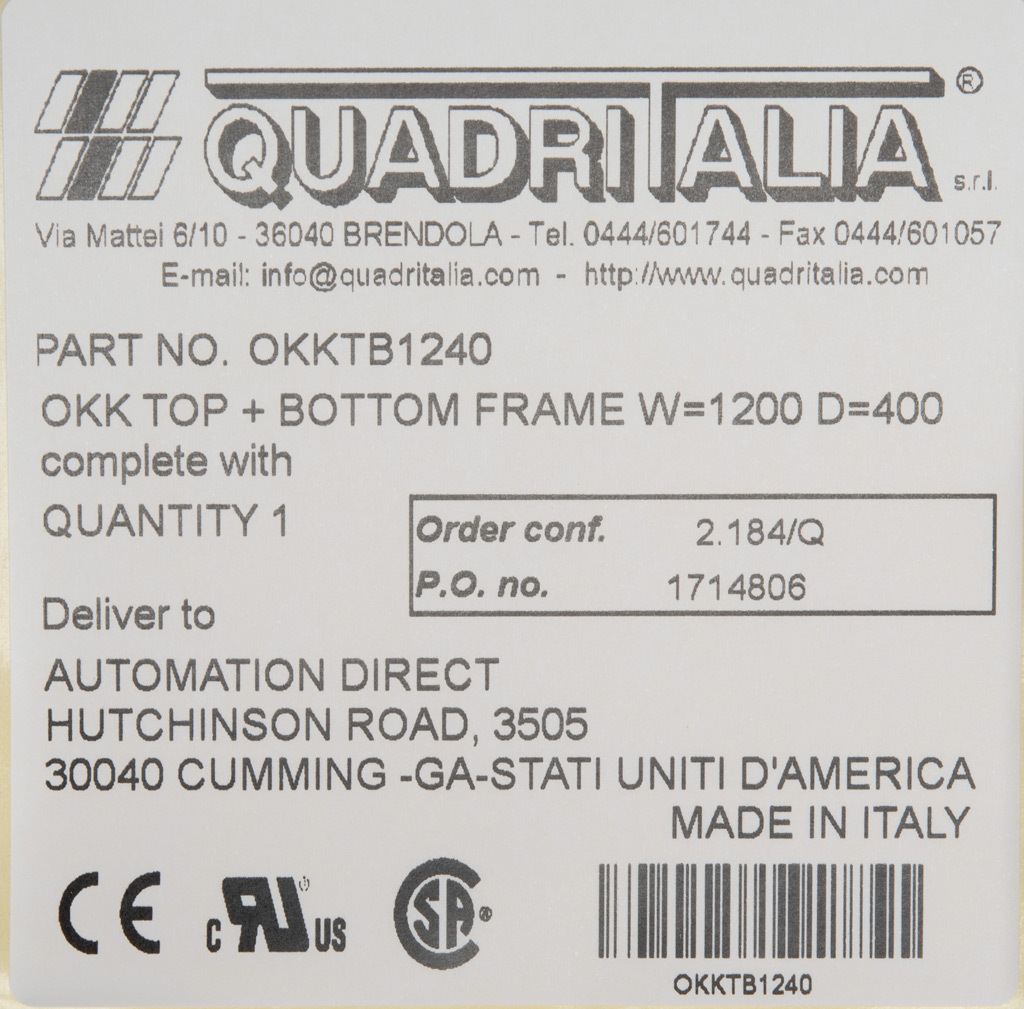 QUADRITALIA® s.r.l.
Via Mattei 6/10 - 36040 BRENDOLA - Tel. 0444/601744 - Fax 0444/601057
E-mail: info@quadritalia.com - http://www.quadritalia.com
PART NO. OKKTB1240
OKK TOP + BOTTOM FRAME W=1200 D=400
complete with
QUANTITY 1
Order conf. 2.184/Q
P.O. no. 1714806
Deliver to
AUTOMATION DIRECT
HUTCHINSON ROAD, 3505
30040 CUMMING -GA-STATI UNITI D'AMERICA
MADE IN ITALY
CE c RU US SA®
OKKTB1240